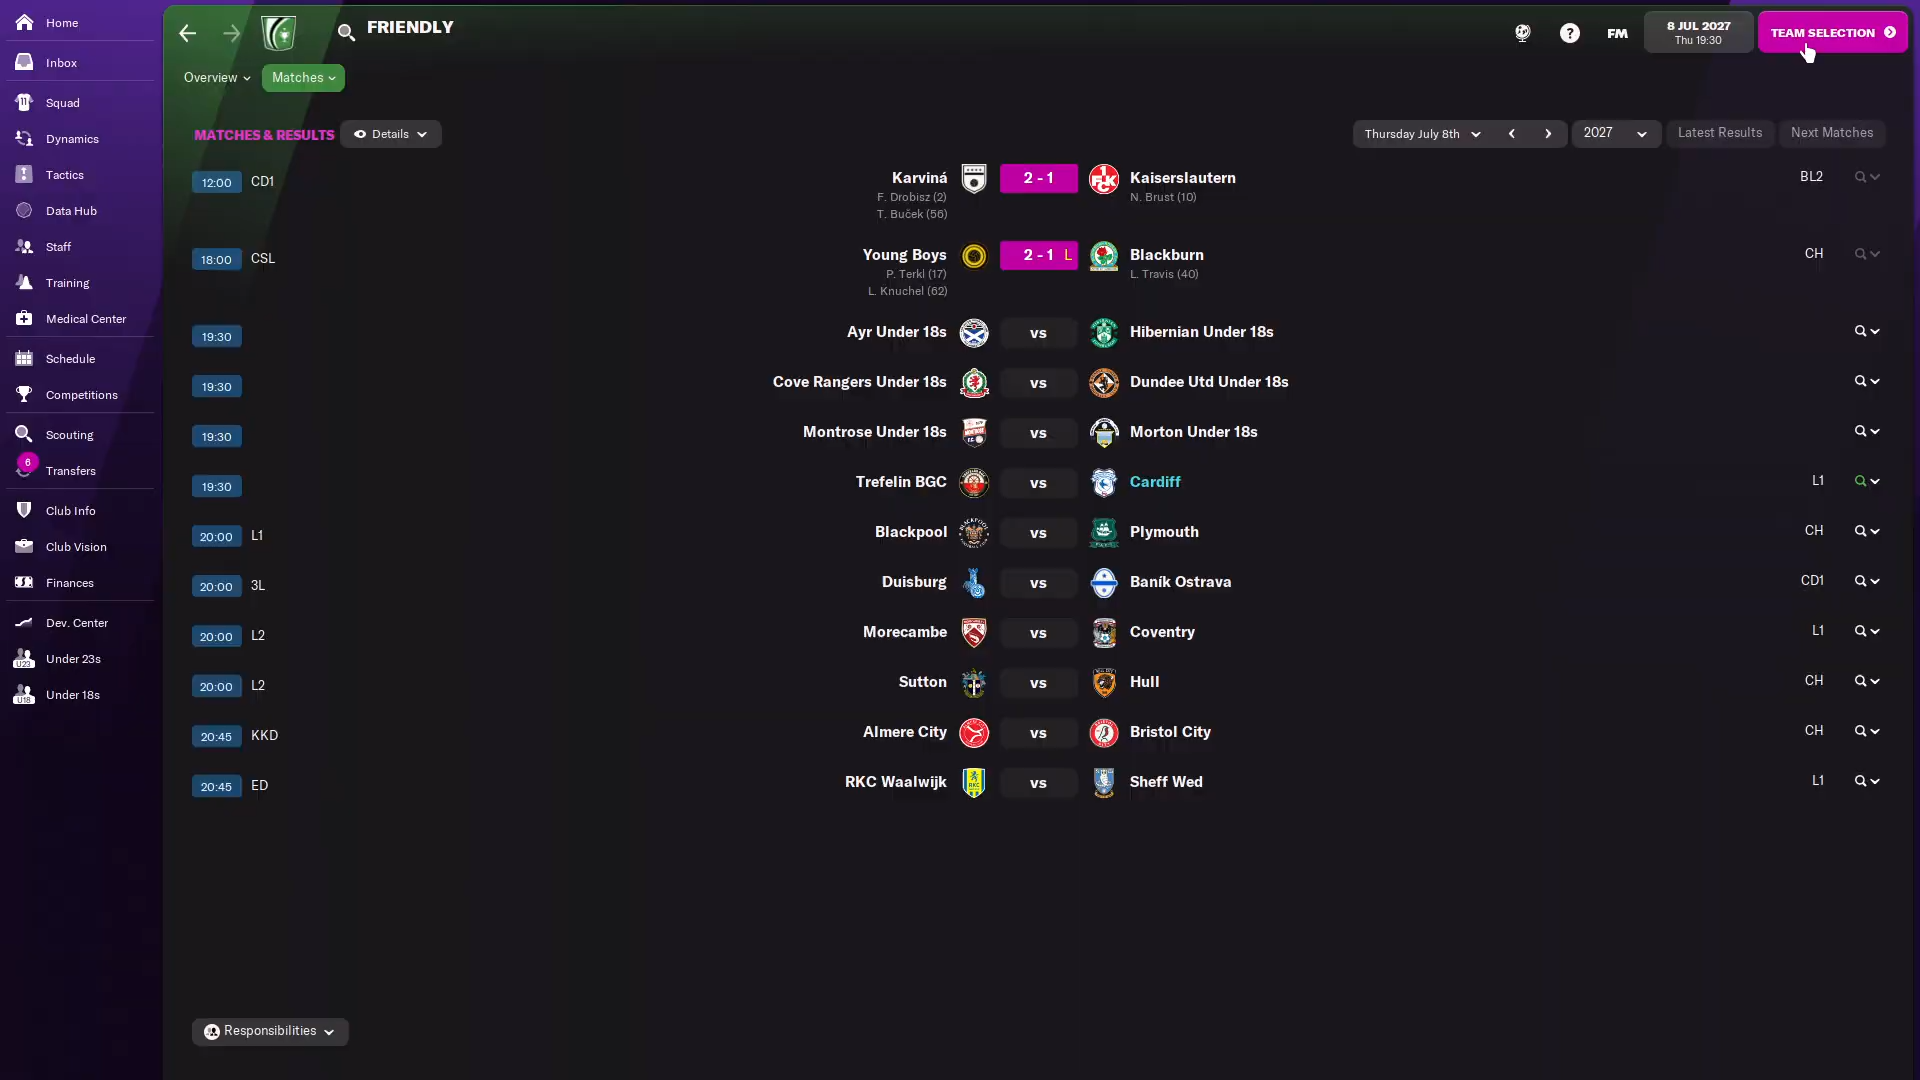 Home
Inbox
Squad
Dynamics
Tactics
Data Hub
Staff
Training
Medical Center
Schedule
Competitions
Scouting
6
Transfers
Club Info
Club Vision
Finances
Dev. Center
U23 Under 23s
U18 Under 18s
FRIENDLY
FM
8 JUL 2027
Thu 19:30
TEAM SELECTION
Overview
Matches
MATCHES & RESULTS
Details
Thursday July 8th
2027
Latest Results
Next Matches
12:00 CD1 Karviná 2 - 1 Kaiserslautern BL2
F. Drobisz (2) N. Brust (10)
T. Buček (56)
18:00 CSL Young Boys 2 - 1 L Blackburn CH
P. Terkl (17) L. Travis (40)
L. Knuchel (62)
19:30 Ayr Under 18s vs Hibernian Under 18s
19:30 Cove Rangers Under 18s vs Dundee Utd Under 18s
19:30 Montrose Under 18s vs Morton Under 18s
19:30 Trefelin BGC vs Cardiff L1
20:00 L1 Blackpool vs Plymouth CH
20:00 3L Duisburg vs Baník Ostrava CD1
20:00 L2 Morecambe vs Coventry L1
20:00 L2 Sutton vs Hull CH
20:45 KKD Almere City vs Bristol City CH
20:45 ED RKC Waalwijk vs Sheff Wed L1
Responsibilities